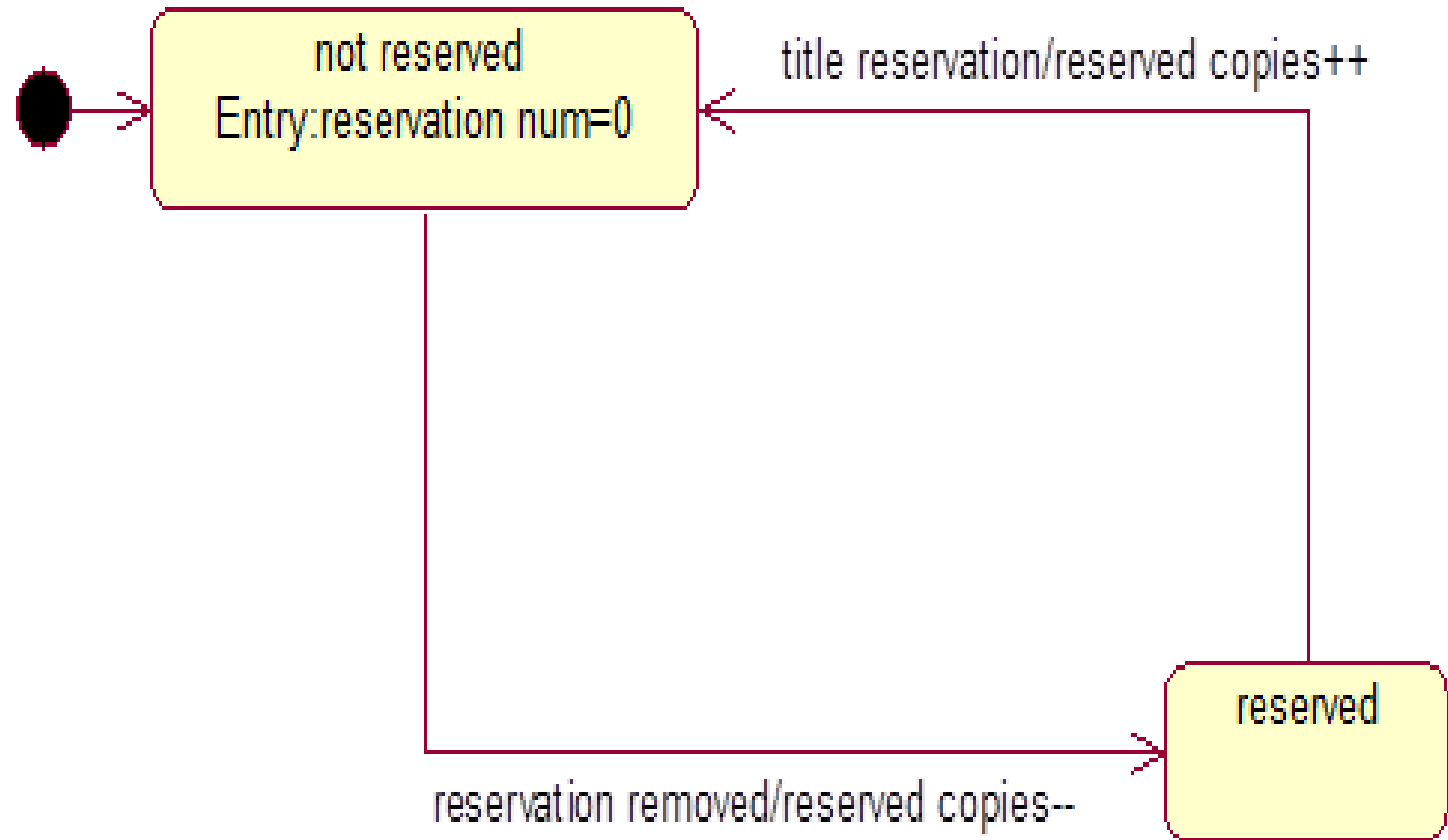 not reserved
Entry:reservation num=0
title reservation/reserved copies++
reserved
reservation removed/reserved copies--